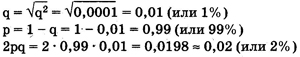 q = √q² = √0,0001 = 0,01 (или 1%)
p = 1 – q = 1 – 0,01 = 0,99 (или 99%)
2pq = 2 · 0,99 · 0,01 = 0,0198 ≈ 0,02 (или 2%)